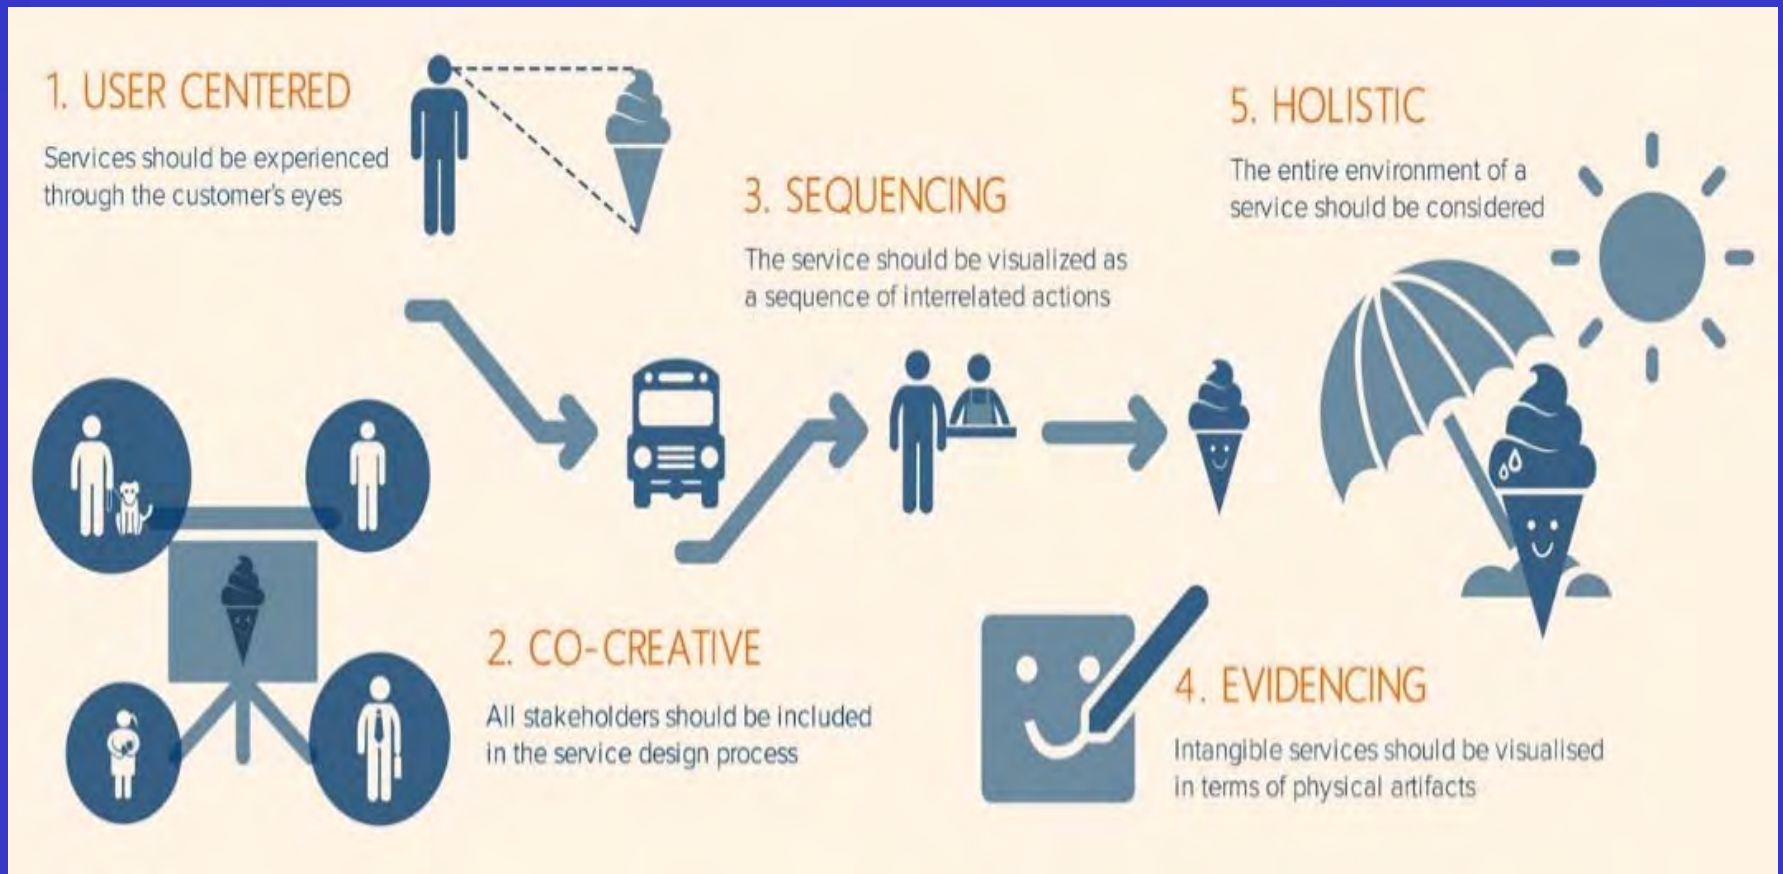 1. USER CENTERED
Services should be experienced
through the customer's eyes
2. CO-CREATIVE
All stakeholders should be included
in the service design process
3. SEQUENCING
The service should be visualized as
a sequence of interrelated actions
4. EVIDENCING
Intangible services should be visualised
in terms of physical artifacts
5. HOLISTIC
The entire environment of a
service should be considered